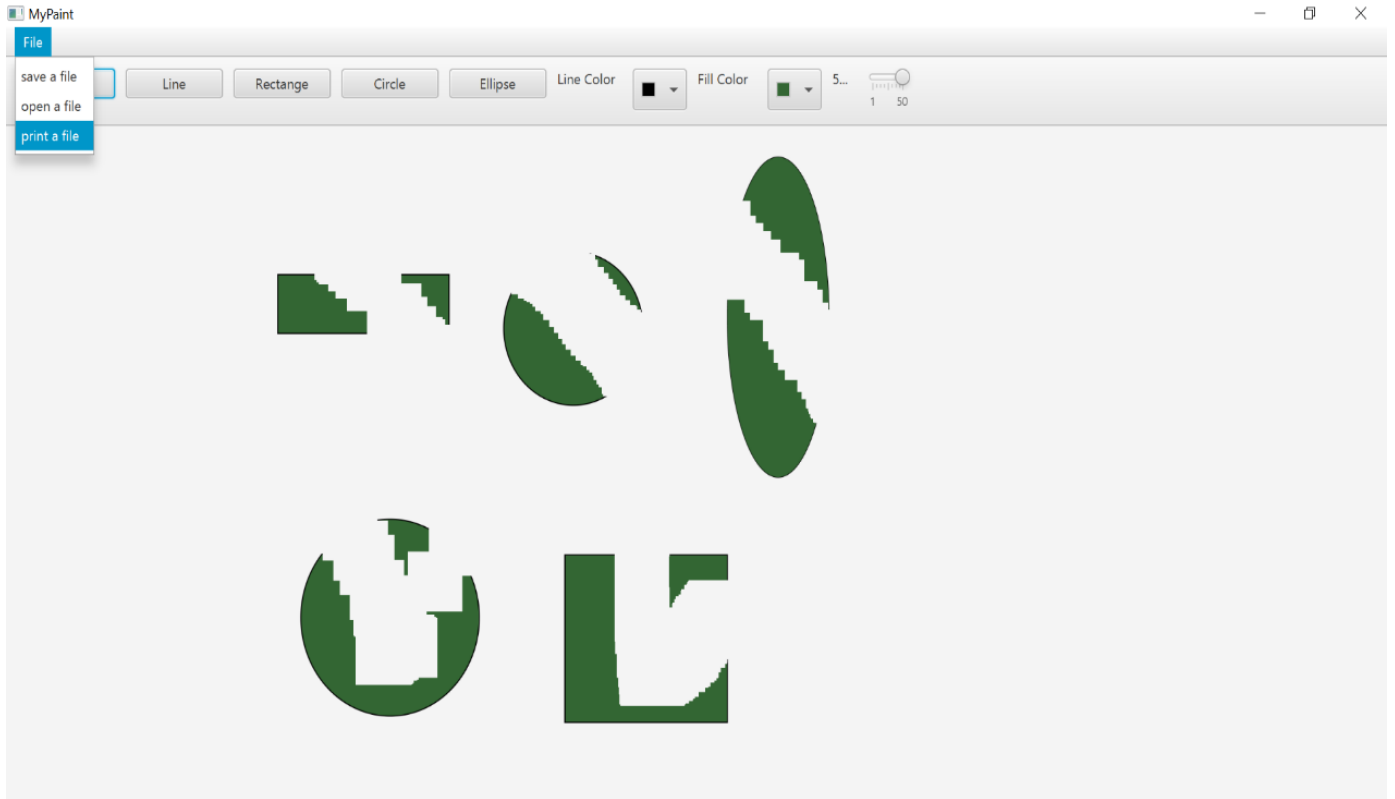 MyPaint
File
save a file
open a file
print a file
Line
Rectange
Circle
Ellipse
Line Color
Fill Color
5...
1 50